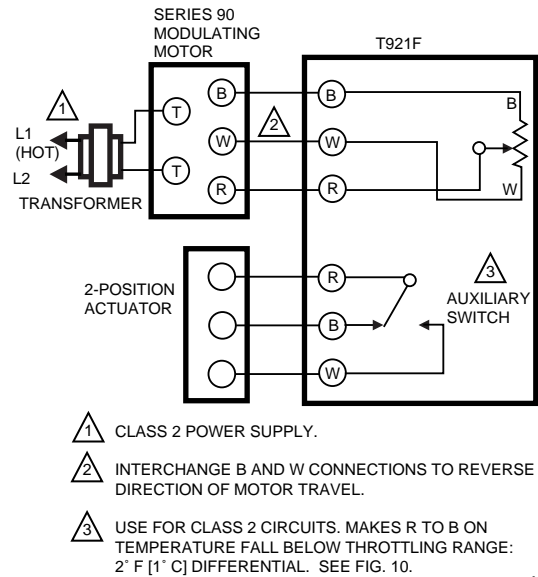 SERIES 90
MODULATING
MOTOR
T921F
1
L1
(HOT)
L2
TRANSFORMER
T
T
B
W
R
2
B
W
R
B
W
2-POSITION
ACTUATOR
R
B
W
3
AUXILIARY
SWITCH
1 CLASS 2 POWER SUPPLY.
2 INTERCHANGE B AND W CONNECTIONS TO REVERSE
DIRECTION OF MOTOR TRAVEL.
3 USE FOR CLASS 2 CIRCUITS. MAKES R TO B ON
TEMPERATURE FALL BELOW THROTTLING RANGE:
2° F [1° C] DIFFERENTIAL. SEE FIG. 10.